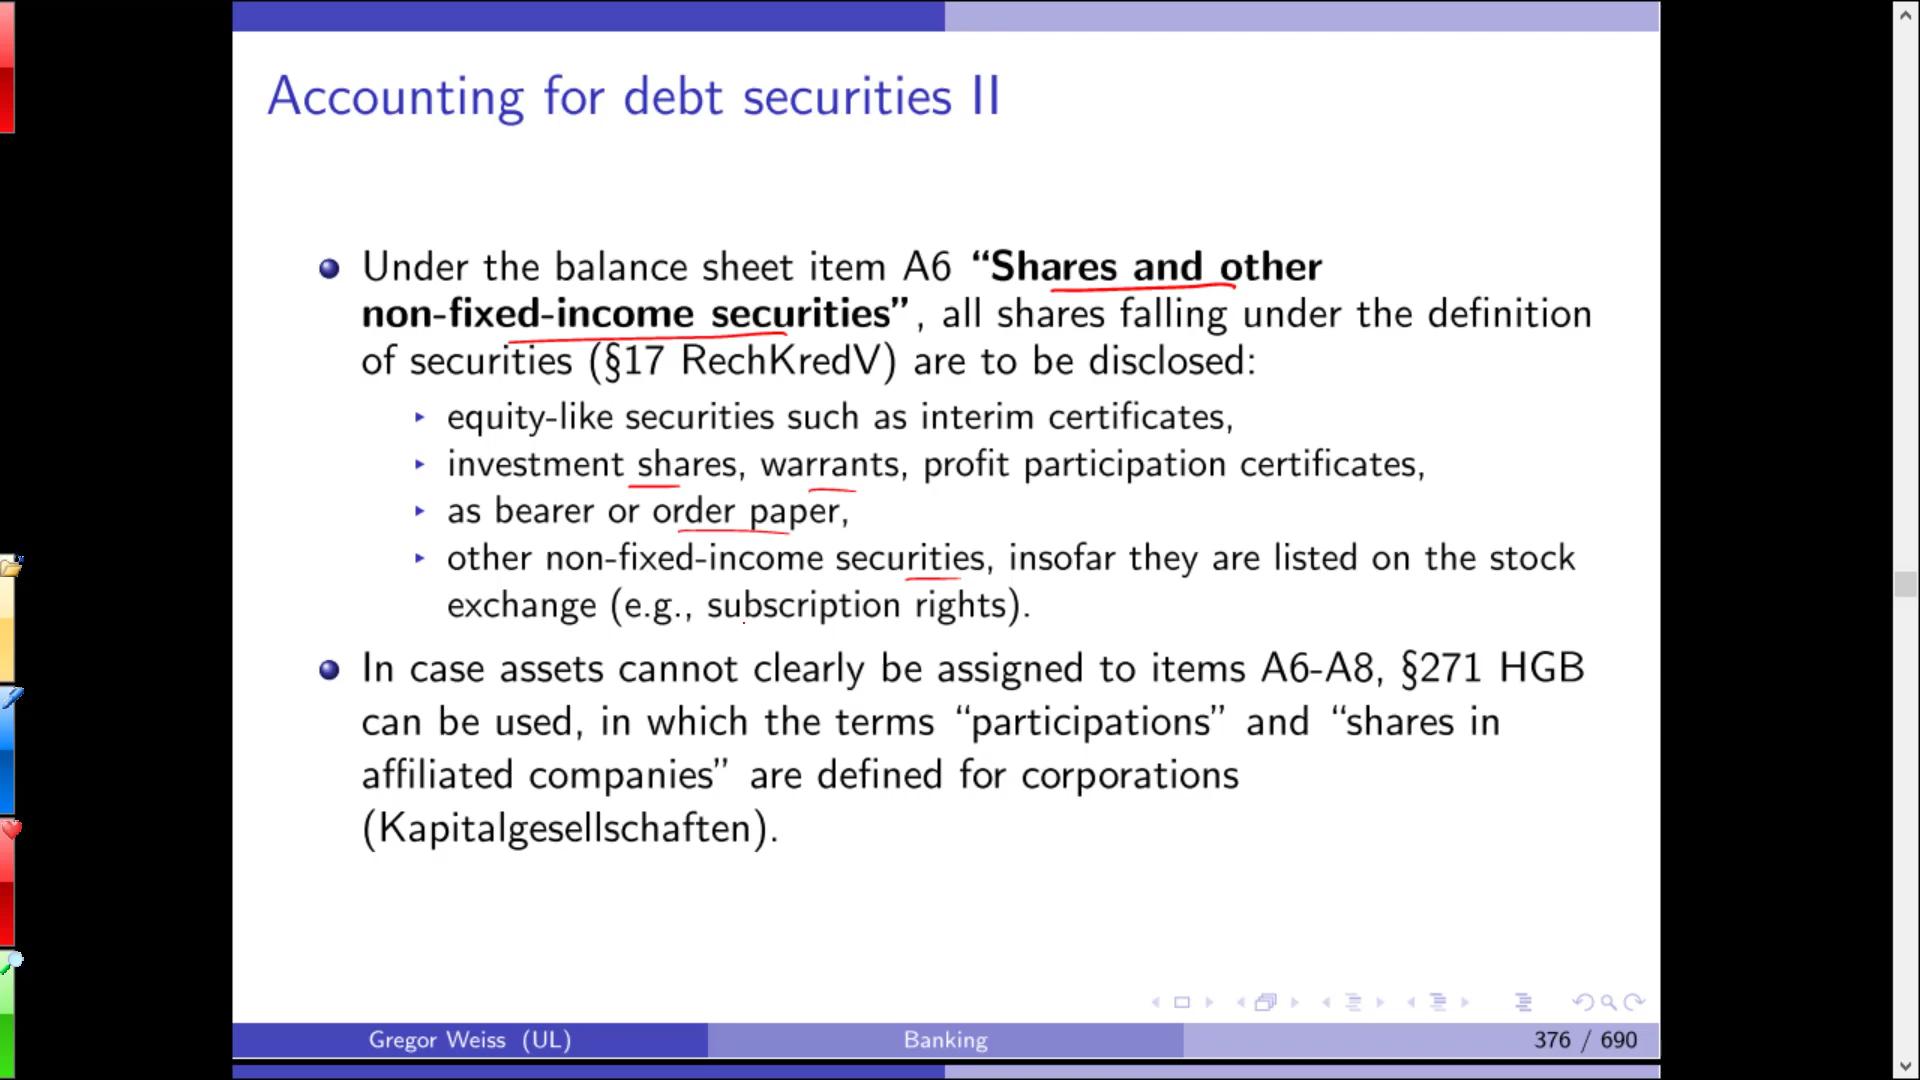 Accounting for debt securities II
Under the balance sheet item A6 “Shares and other
non-fixed-income securities”, all shares falling under the definition
of securities (§17 RechKredV) are to be disclosed:
equity-like securities such as interim certificates,
investment shares, warrants, profit participation certificates,
as bearer or order paper,
other non-fixed-income securities, insofar they are listed on the stock
exchange (e.g., subscription rights).
In case assets cannot clearly be assigned to items A6-A8, §271 HGB
can be used, in which the terms “participations” and “shares in
affiliated companies” are defined for corporations
(Kapitalgesellschaften).
Gregor Weiss (UL)
Banking
376 / 690